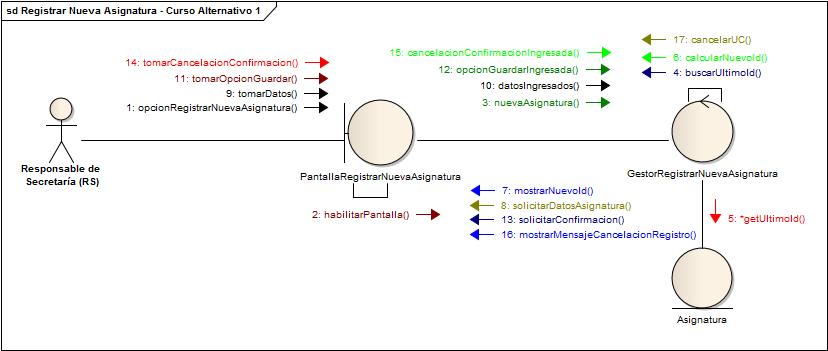 sd Registrar Nueva Asignatura - Curso Alternativo 1
14: tomarCancelacionConfirmacion()
11: tomarOpcionGuardar()
9: tomarDatos()
1: opcionRegistrarNuevaAsignatura()
15: cancelacionConfirmacionIngresada()
12: opcionGuardarIngresada()
10: datosIngresados()
3: nuevaAsignatura()
17: cancelarUC()
6: calcularNuevoId()
4: buscarUltimoId()
Responsable de
Secretaría (RS)
PantallaRegistrarNuevaAsignatura
GestorRegistrarNuevaAsignatura
2: habilitarPantalla()
7: mostrarNuevoId()
8: solicitarDatosAsignatura()
13: solicitarConfirmacion()
16: mostrarMensajeCancelacionRegistro()
5: *getUltimoId()
Asignatura